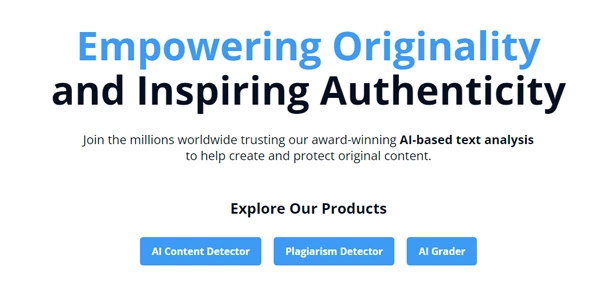 Empowering Originality
and Inspiring Authenticity
Join the millions worldwide trusting our award-winning AI-based text analysis
to help create and protect original content.
Explore Our Products
AI Content Detector
Plagiarism Detector
AI Grader